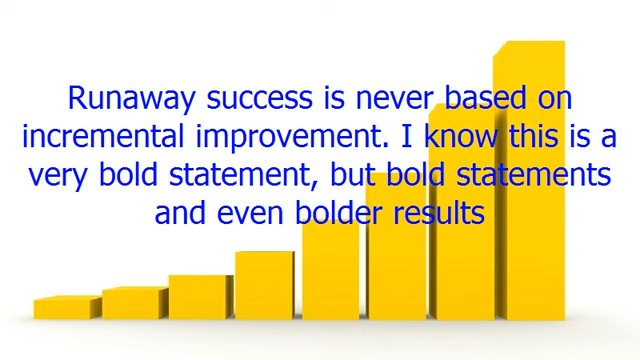 Runaway success is never based on
incremental improvement. I know this is a
very bold statement, but bold statements
and even bolder results